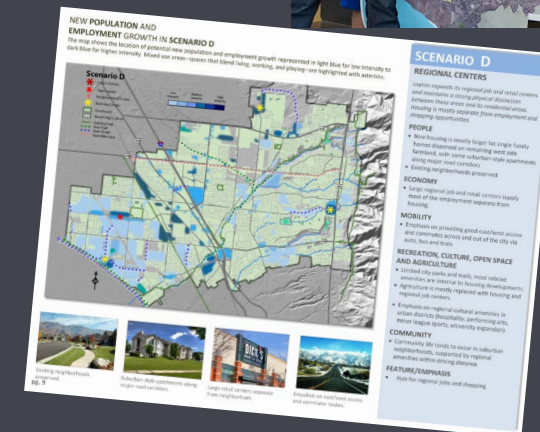 NEW POPULATION AND
EMPLOYMENT GROWTH IN SCENARIO D
The map shows the location of potential new population and employment growth represented in light blue for low intensity to
dark blue for higher intensity. Mixed use areas--spaces that blend living, working, and playing--are highlighted with asterisks.
Scenario D
Existing neighborhoods
preserved.
pg. 9
Suburban style apartments along
major road corridors.
DICK'S
Large retail centers separate
from neighborhoods.
Emphasis on east/west access
and commuter routes.
SCENARIO D
REGIONAL CENTERS
Layton expands its regional job and retail centers
and maintains a strong physical distinction
between these areas and its residential areas.
Housing is mostly separate from employment and
shopping opportunities.
PEOPLE
• New housing is mostly larger lot single family
homes dispersed on remaining west side
farmland, with some suburban-style apartments
along major road corridors
• Existing neighborhoods preserved
ECONOMY
• Large regional job and retail centers supply
most of the employment separate from
housing.
MOBILITY
• Emphasis on providing good east/west access
and commutes across and out of the city via
auto, bus and train
RECREATION, CULTURE, OPEN SPACE
AND AGRICULTURE
• Limited city parks and trails, most related
amenities are internal to housing developments
• Agriculture is mostly replaced with housing and
regional job centers
• Emphasis on regional cultural amenities in
urban districts (hospitality, performing arts,
minor league sports, university expansion)
COMMUNITY
• Community life tends to occur in suburban
neighborhoods, supported by regional
amenities within driving distance
FEATURE/EMPHASIS
• Hub for regional jobs and shopping